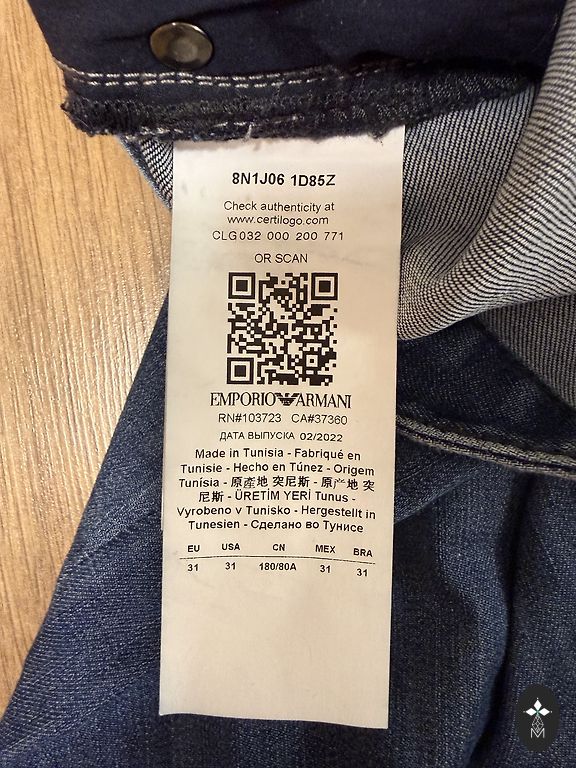 8N1J06 1D85Z
Check authenticity at
www.certilogo.com
CLG032 000 200 771
OR SCAN
EMPORIO ARMANI
RN#103723 CA#37360
ДАТА ВЫПУСКА 02/2022
Made in Tunisia - Fabriqué en
Tunisie - Hecho en Túnez - Origem
Tunísia - 原產地 突尼斯 - 原产地 突
尼斯 - ÜRETİM YERİ Tunus -
Vyrobeno v Tunisko - Hergestellt in
Tunesien - Сделано во Тунисе
EU USA CN MEX BRA
31 31 180/80A 31 31
M